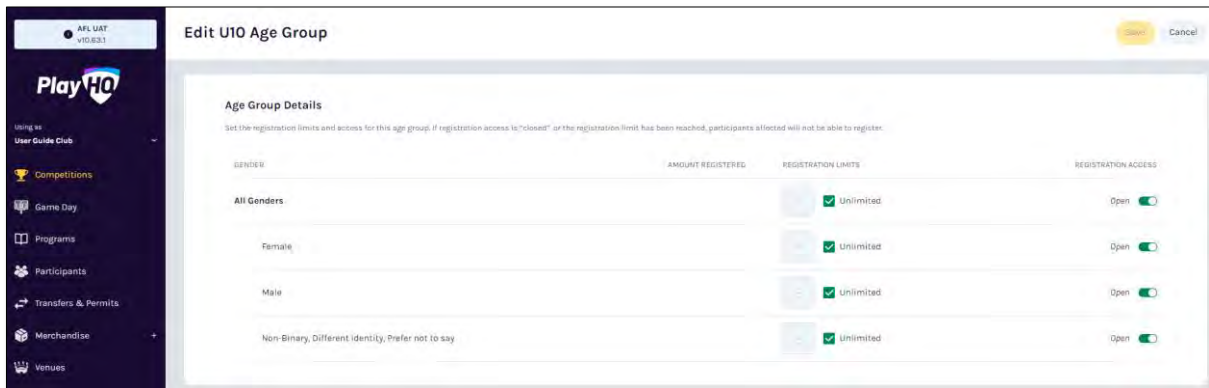 AFL UAT
v10.63.1
Edit U10 Age Group
Save
Cancel
PlayHQ
Using as
User Guide Club
Competitions
Game Day
Programs
Participants
Transfers & Permits
Merchandise +
Venues
Age Group Details
Set the registration limits and access for this age group. If registration access is "closed" or the registration limit has been reached, participants affected will not be able to register.
GENDER AMOUNT REGISTERED REGISTRATION LIMITS REGISTRATION ACCESS
All Genders Unlimited Open
Female Unlimited Open
Male Unlimited Open
Non-Binary, Different identity, Prefer not to say Unlimited Open